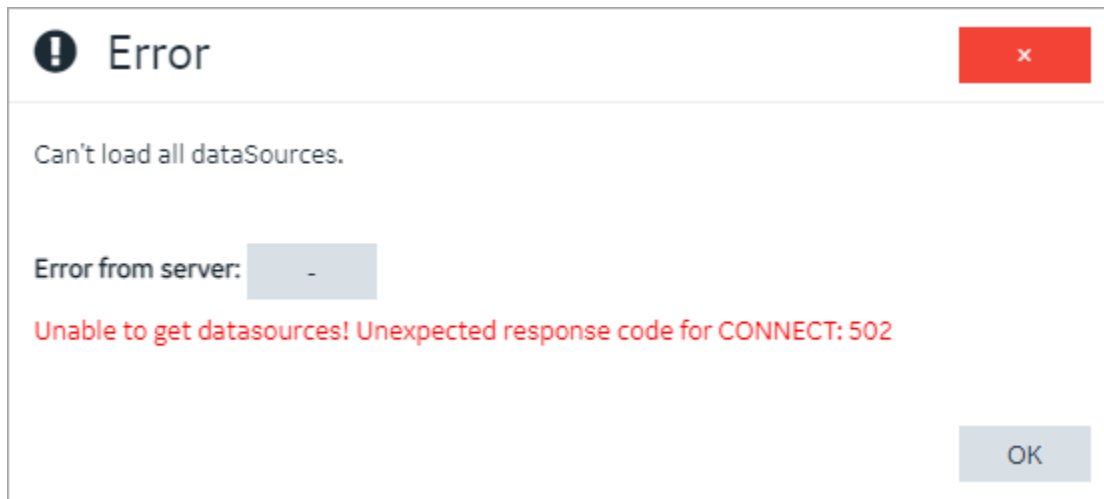 Error
×
Can't load all dataSources.
Error from server: -
Unable to get datasources! Unexpected response code for CONNECT: 502
OK